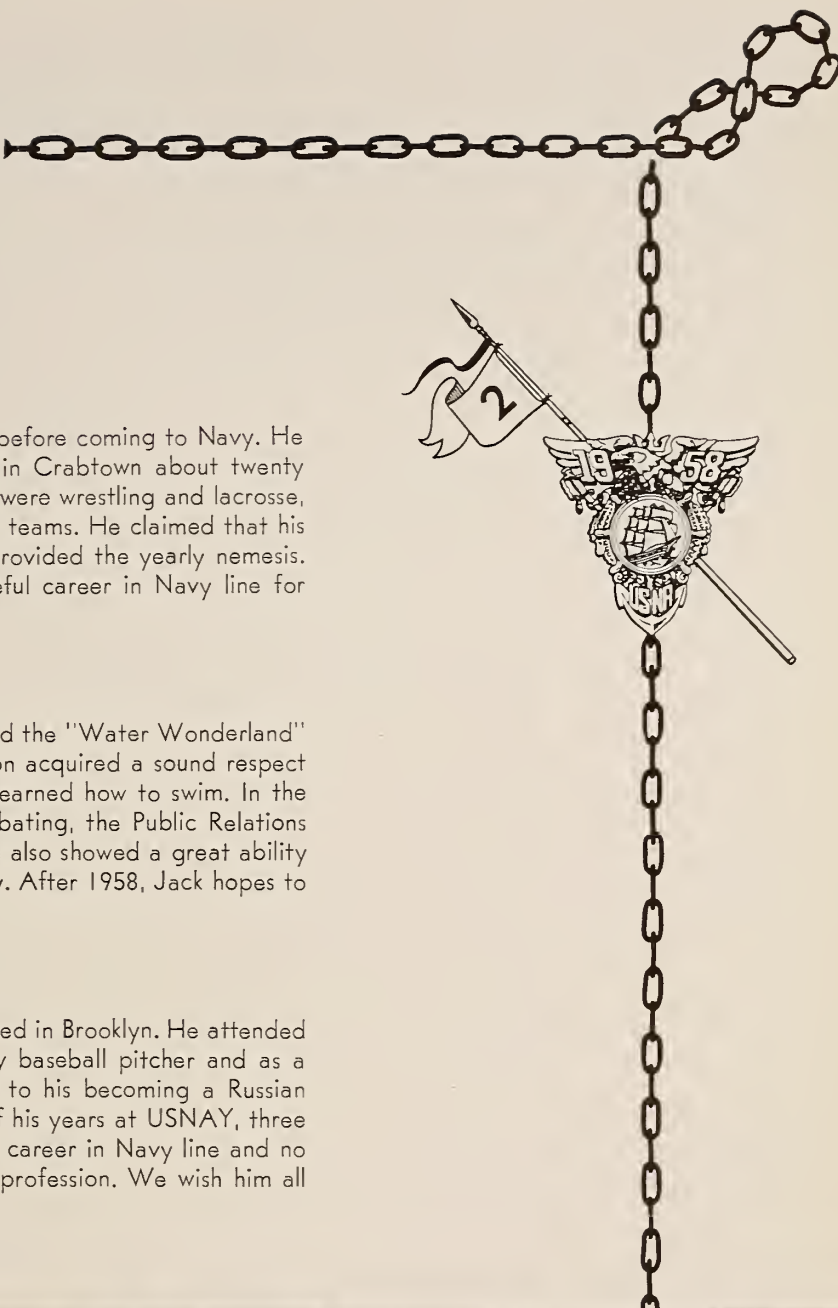 before coming to Navy. He
in Crabtown about twenty
were wrestling and lacrosse,
teams. He claimed that his
rovided the yearly nemesis.
eful career in Navy line for
2
19 58
USNA
d the "Water Wonderland"
on acquired a sound respect
earned how to swim. In the
bating, the Public Relations
also showed a great ability
y. After 1958, Jack hopes to
ed in Brooklyn. He attended
y baseball pitcher and as a
to his becoming a Russian
f his years at USNAY, three
career in Navy line and no
profession. We wish him all